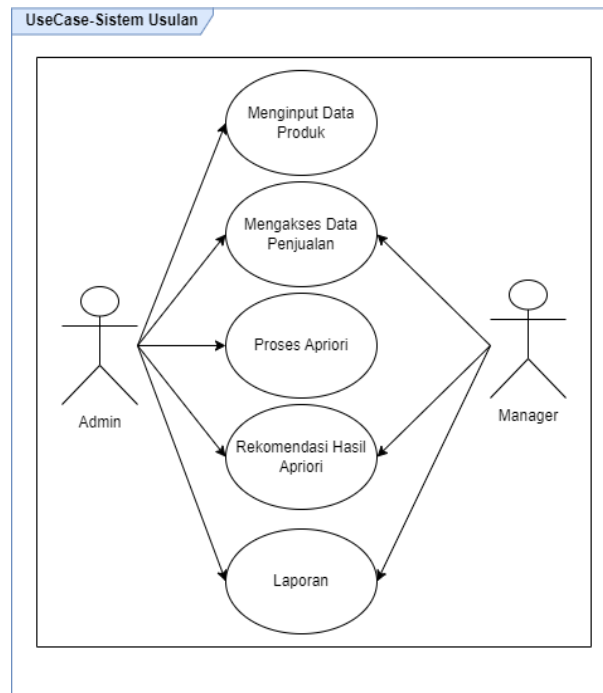 UseCase-Sistem Usulan
Menginput Data
Produk
Mengakses Data
Penjualan
Proses Apriori
Admin
Manager
Rekomendasi Hasil
Apriori
Laporan